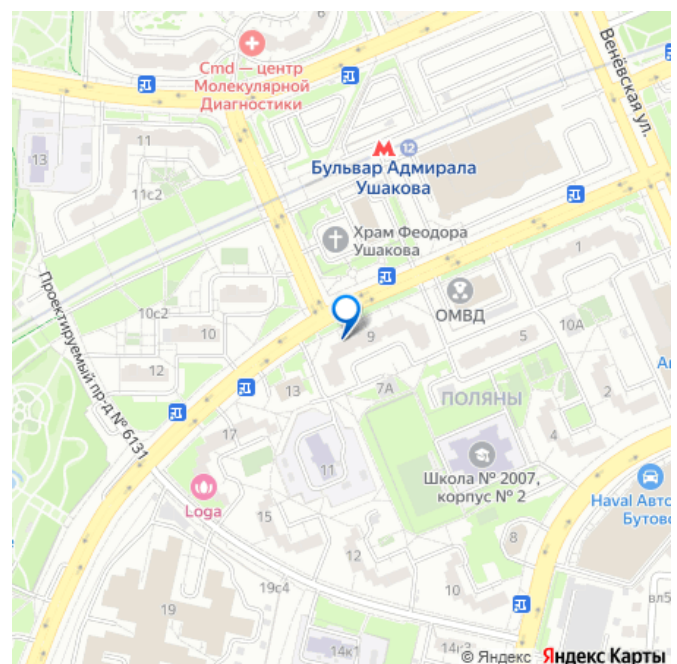 Венёвская ул.
Cmd — центр
Молекулярной
Диагностики
11
13
11с2
М 12
Бульвар Адмирала
Ушакова
Храм Феодора
Ушакова
1
Проектируемый пр-д № 6131
10с2
10
ОМВД
10А
9
5
12
13
7А
ПОЛЯНЫ
2
4
17
11
Школа № 2007,
корпус № 2
Loga
Haval Авто
Бутово
15
12
8
19с4
10
19
14к1
© Яндекс Яндекс Карты